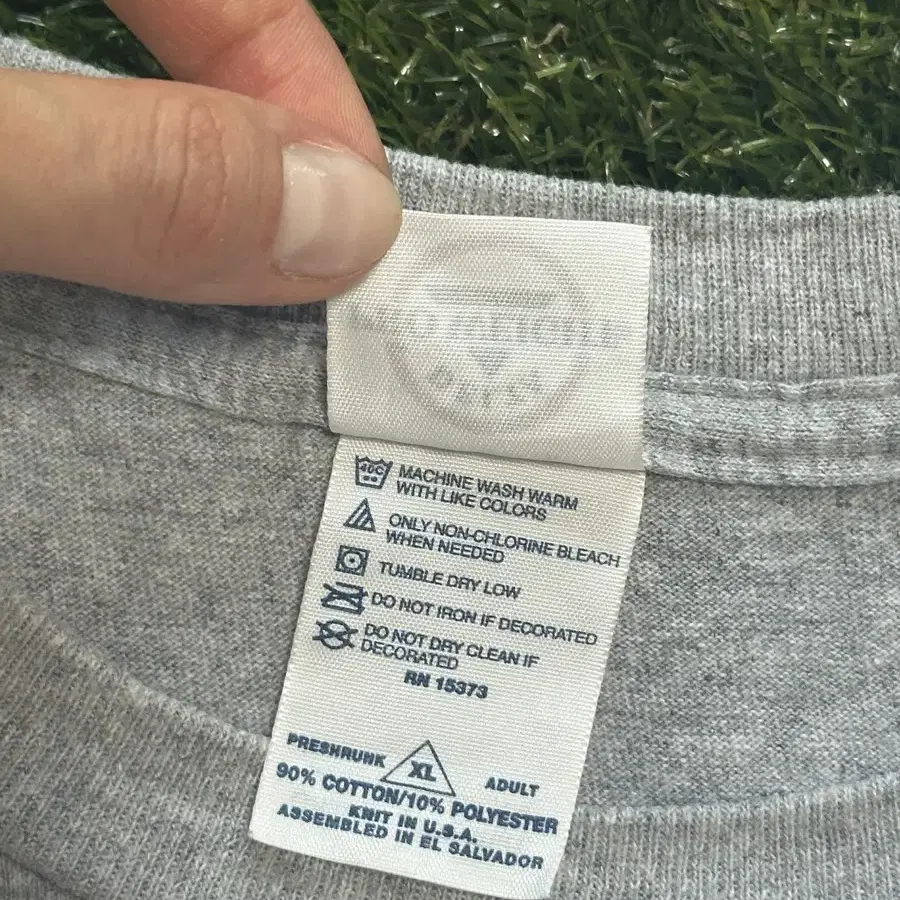 40C
MACHINE WASH WARM
WITH LIKE COLORS
ONLY NON-CHLORINE BLEACH
WHEN NEEDED
TUMBLE DRY LOW
DO NOT IRON IF DECORATED
DO NOT DRY CLEAN IF
DECORATED
RN 15373
PRESHRUNK XL ADULT
90% COTTON/10% POLYESTER
KNIT IN U.S.A.
ASSEMBLED IN EL SALVADOR